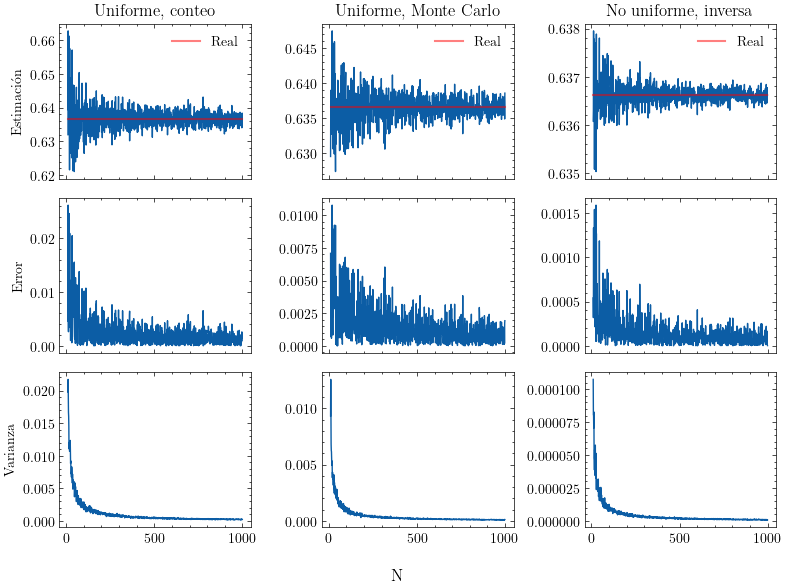 Uniforme, conteo
Uniforme, Monte Carlo
No uniforme, inversa
Estimación
0.66
0.65
0.64
0.63
0.62
Real
0.645
0.640
0.635
0.630
Real
0.638
0.637
0.636
0.635
Real
Error
0.02
0.01
0.00
0.0100
0.0075
0.0050
0.0025
0.0000
0.0015
0.0010
0.0005
0.0000
Varianza
0.020
0.015
0.010
0.005
0.000
0 500 1000
0.010
0.005
0.000
0 500 1000
0.000100
0.000075
0.000050
0.000025
0.000000
0 500 1000
N